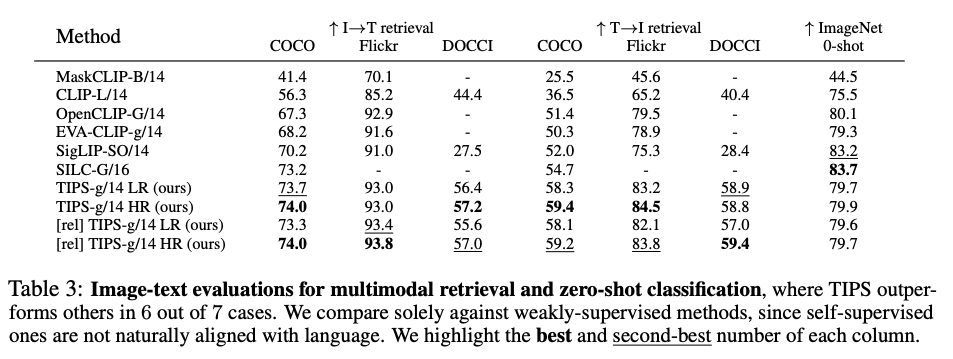 Method ↑ I→T retrieval ↑ T→I retrieval ↑ ImageNet
COCO Flickr DOCCI COCO Flickr DOCCI 0-shot
MaskCLIP-B/14 41.4 70.1 - 25.5 45.6 - 44.5
CLIP-L/14 56.3 85.2 44.4 36.5 65.2 40.4 75.5
OpenCLIP-G/14 67.3 92.9 - 51.4 79.5 - 80.1
EVA-CLIP-g/14 68.2 91.6 - 50.3 78.9 - 79.3
SigLIP-SO/14 70.2 91.0 27.5 52.0 75.3 28.4 83.2
SILC-G/16 73.2 - - 54.7 - - 83.7
TIPS-g/14 LR (ours) 73.7 93.0 56.4 58.3 83.2 58.9 79.7
TIPS-g/14 HR (ours) 74.0 93.0 57.2 59.4 84.5 58.8 79.9
[rel] TIPS-g/14 LR (ours) 73.3 93.4 55.6 58.1 82.1 57.0 79.6
[rel] TIPS-g/14 HR (ours) 74.0 93.8 57.0 59.2 83.8 59.4 79.7
Table 3: Image-text evaluations for multimodal retrieval and zero-shot classification, where TIPS outper-
forms others in 6 out of 7 cases. We compare solely against weakly-supervised methods, since self-supervised
ones are not naturally aligned with language. We highlight the best and second-best number of each column.